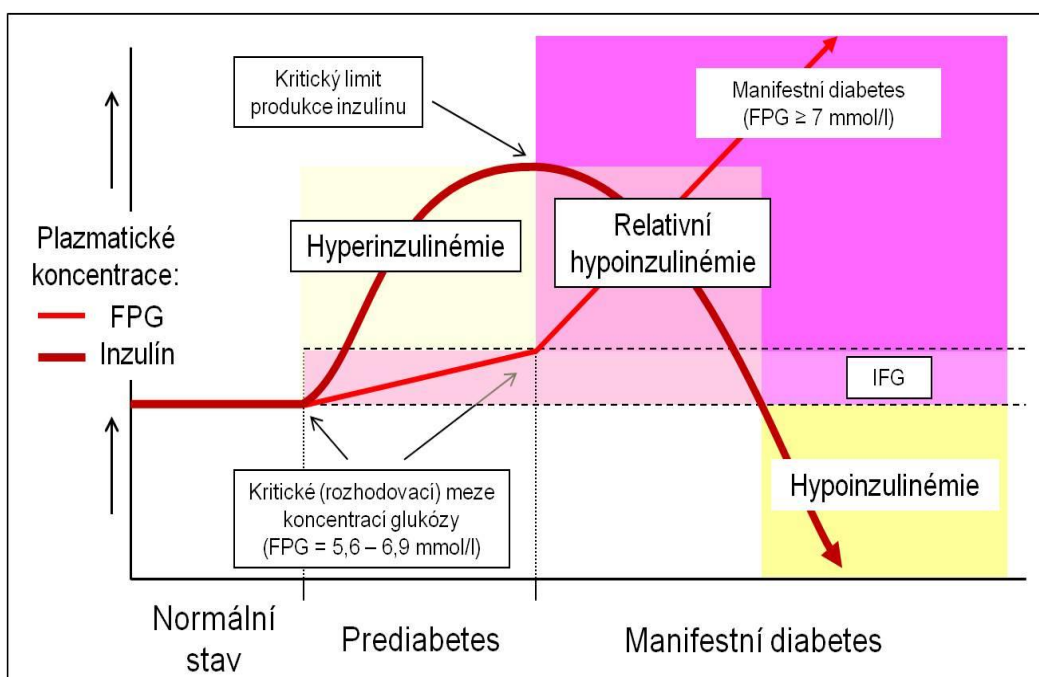 Kritický limit
produkce inzulínu
Manifestní diabetes
(FPG ≥ 7 mmol/l)
Plazmatické
koncentrace:
FPG
Inzulín
Hyperinzulinémie
Relativní
hypoinzulinémie
IFG
Kritické (rozhodovací) meze
koncentrací glukózy
(FPG = 5,6 – 6,9 mmol/l)
Hypoinzulinémie
Normální
stav
Prediabetes
Manifestní diabetes